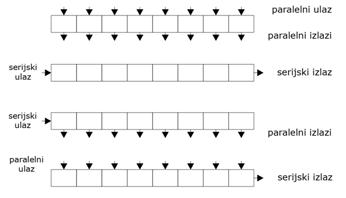 paralelni ulaz
paralelni izlazi
serijski
ulaz
serijski izlaz
serijski
ulaz
paralelni izlazi
paralelni
ulaz
serijski izlaz